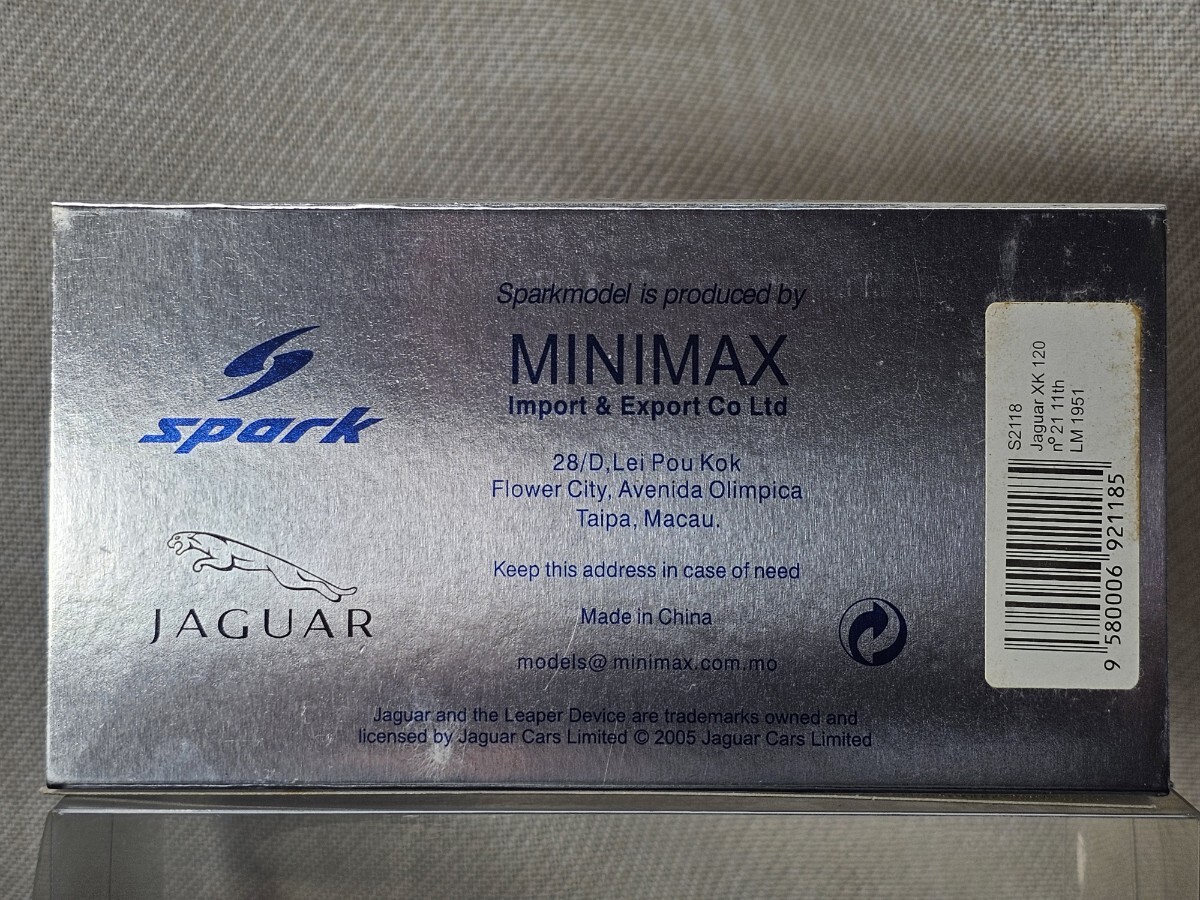 Sparkmodel is produced by
MINIMAX
Import & Export Co Ltd
28/D,Lei Pou Kok
Flower City, Avenida Olimpica
Taipa, Macau.
Keep this address in case of need
Made in China
models@ minimax.com.mo
Jaguar and the Leaper Device are trademarks owned and
licensed by Jaguar Cars Limited © 2005 Jaguar Cars Limited
spark
JAGUAR
S2118
Jaguar XK 120
nº 21 11th
LM 1951
9 580006 921185